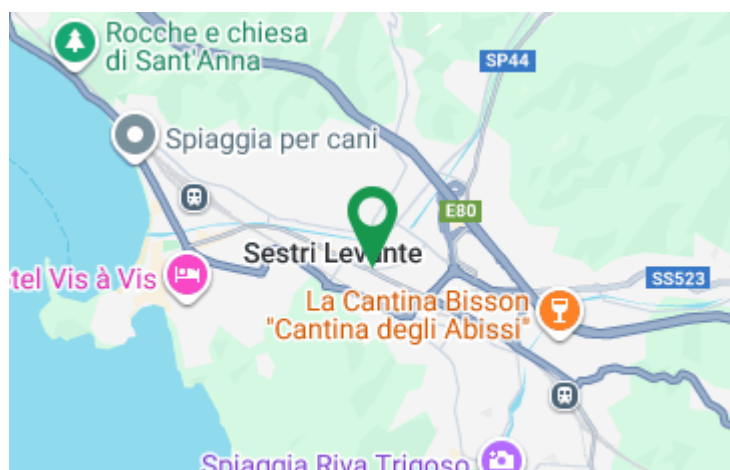 Rocche e chiesa
di Sant'Anna
SP44
Spiaggia per cani
E80
Sestri Levante
tel Vis à Vis
SS523
La Cantina Bisson
"Cantina degli Abissi"
Spiaggia Riva Trigoso